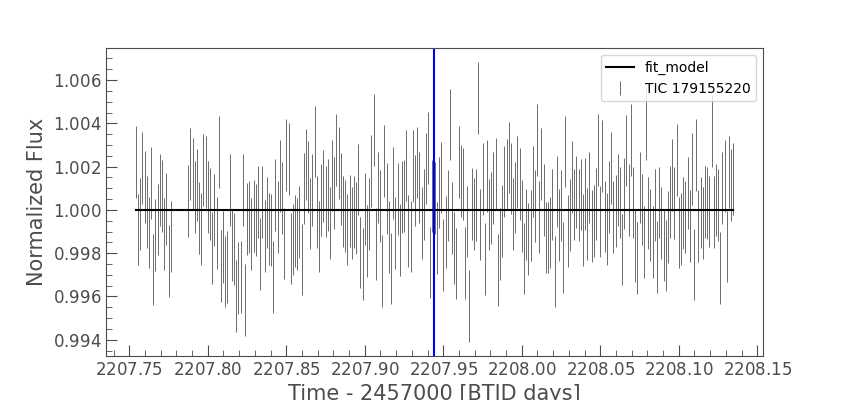 fit_model
TIC 179155220
1.006
1.004
1.002
1.000
0.998
0.996
0.994
Normalized Flux
2207.75 2207.80 2207.85 2207.90 2207.95 2208.00 2208.05 2208.10 2208.15
Time - 2457000 [BTJD days]